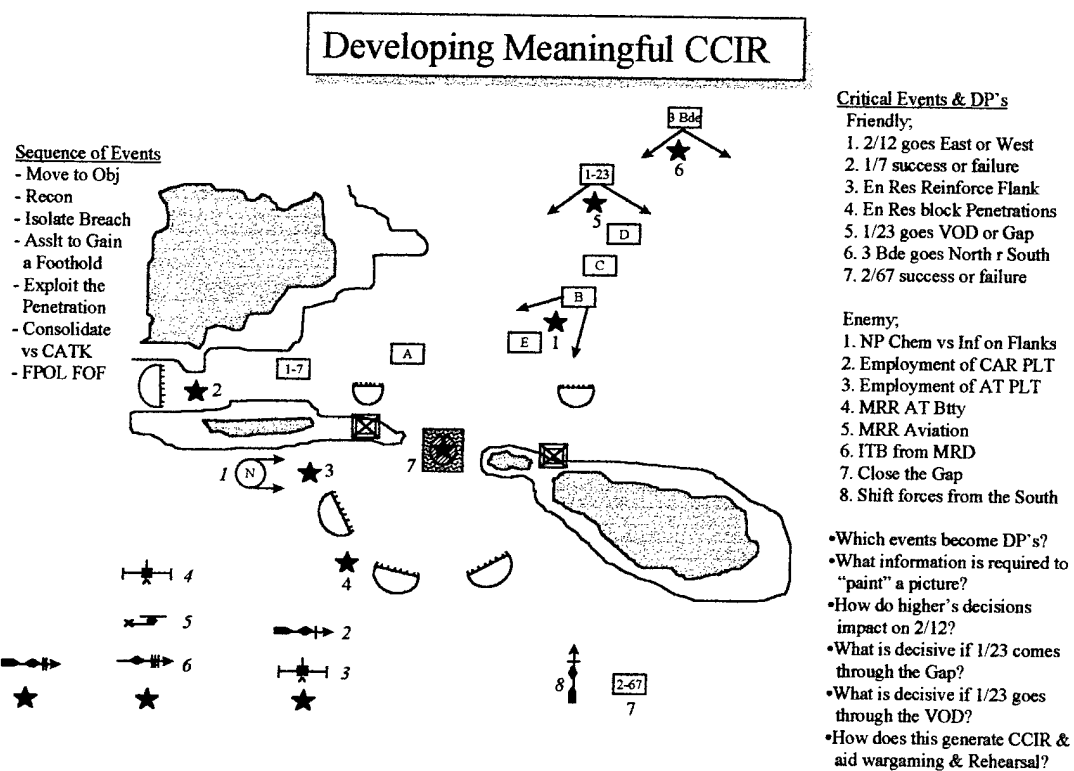 Developing Meaningful CCIR
Sequence of Events
- Move to Obj
- Recon
- Isolate Breach
- Asslt to Gain
a Foothold
- Exploit the
Penetration
- Consolidate
vs CATK
- FPOL FOF
3 Bde
6
1-23
5
D
C
B
E
1
A
1-7
2
7
1
N
3
4
4
5
2
6
3
8
2-67
7
Critical Events & DP's
Friendly;
1. 2/12 goes East or West
2. 1/7 success or failure
3. En Res Reinforce Flank
4. En Res block Penetrations
5. 1/23 goes VOD or Gap
6. 3 Bde goes North r South
7. 2/67 success or failure
Enemy;
1. NP Chem vs Inf on Flanks
2. Employment of CAR PLT
3. Employment of AT PLT
4. MRR AT Btty
5. MRR Aviation
6. ITB from MRD
7. Close the Gap
8. Shift forces from the South
•Which events become DP's?
•What information is required to
"paint" a picture?
•How do higher's decisions
impact on 2/12?
•What is decisive if 1/23 comes
through the Gap?
•What is decisive if 1/23 goes
through the VOD?
•How does this generate CCIR &
aid wargaming & Rehearsal?